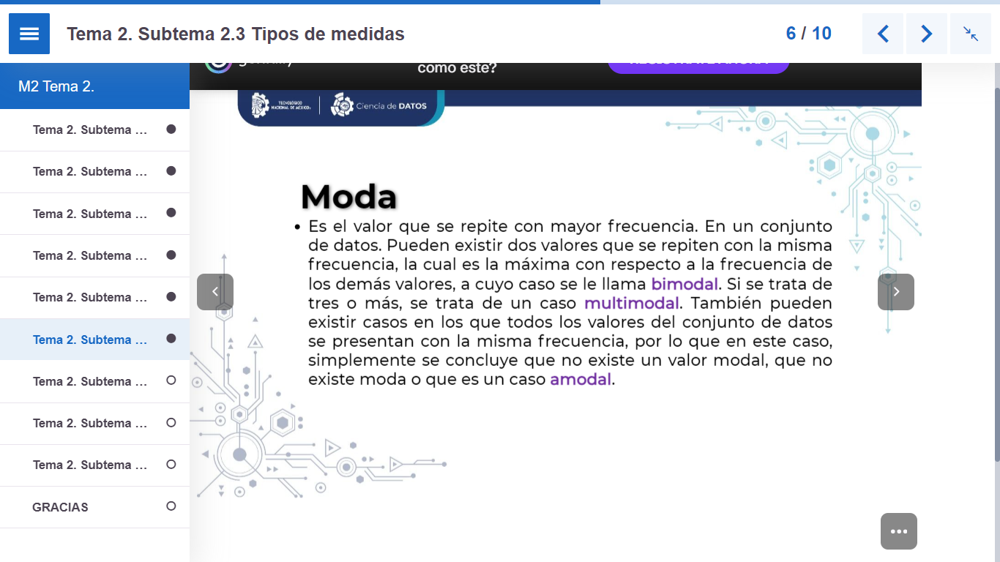 Tema 2. Subtema 2.3 Tipos de medidas
6 / 10
como este?
M2 Tema 2.
Tema 2. Subtema ...
Tema 2. Subtema ...
Tema 2. Subtema ...
Tema 2. Subtema ...
Tema 2. Subtema ...
Tema 2. Subtema ...
Tema 2. Subtema ...
Tema 2. Subtema ...
Tema 2. Subtema ...
GRACIAS
TECNOLÓGICO
NACIONAL DE MÉXICO
Ciencia de DATOS
Moda
• Es el valor que se repite con mayor frecuencia. En un conjunto
de datos. Pueden existir dos valores que se repiten con la misma
frecuencia, la cual es la máxima con respecto a la frecuencia de
los demás valores, a cuyo caso se le llama bimodal. Si se trata de
tres o más, se trata de un caso multimodal. También pueden
existir casos en los que todos los valores del conjunto de datos
se presentan con la misma frecuencia, por lo que en este caso,
simplemente se concluye que no existe un valor modal, que no
existe moda o que es un caso amodal.